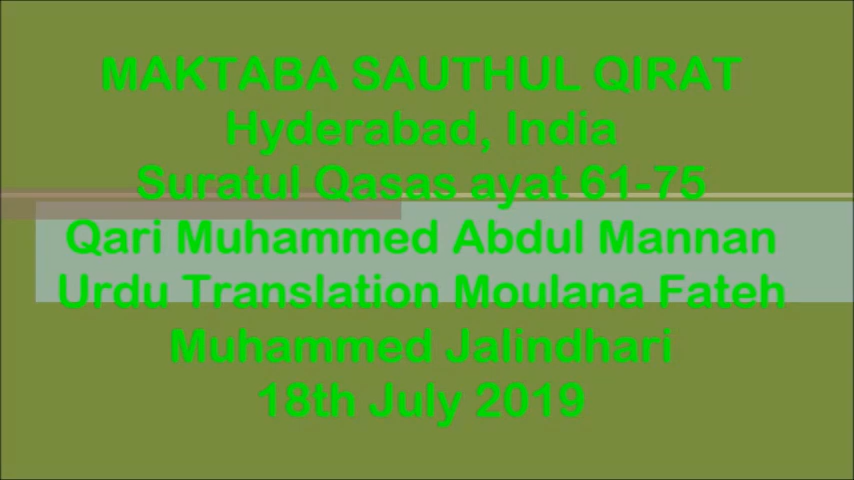 MAKTABA SAUTHUL QIRAT
Hyderabad, India
Suratul Qasas ayat 61-75
Qari Muhammed Abdul Mannan
Urdu Translation Moulana Fateh
Muhammed Jalindhari
18th July 2019